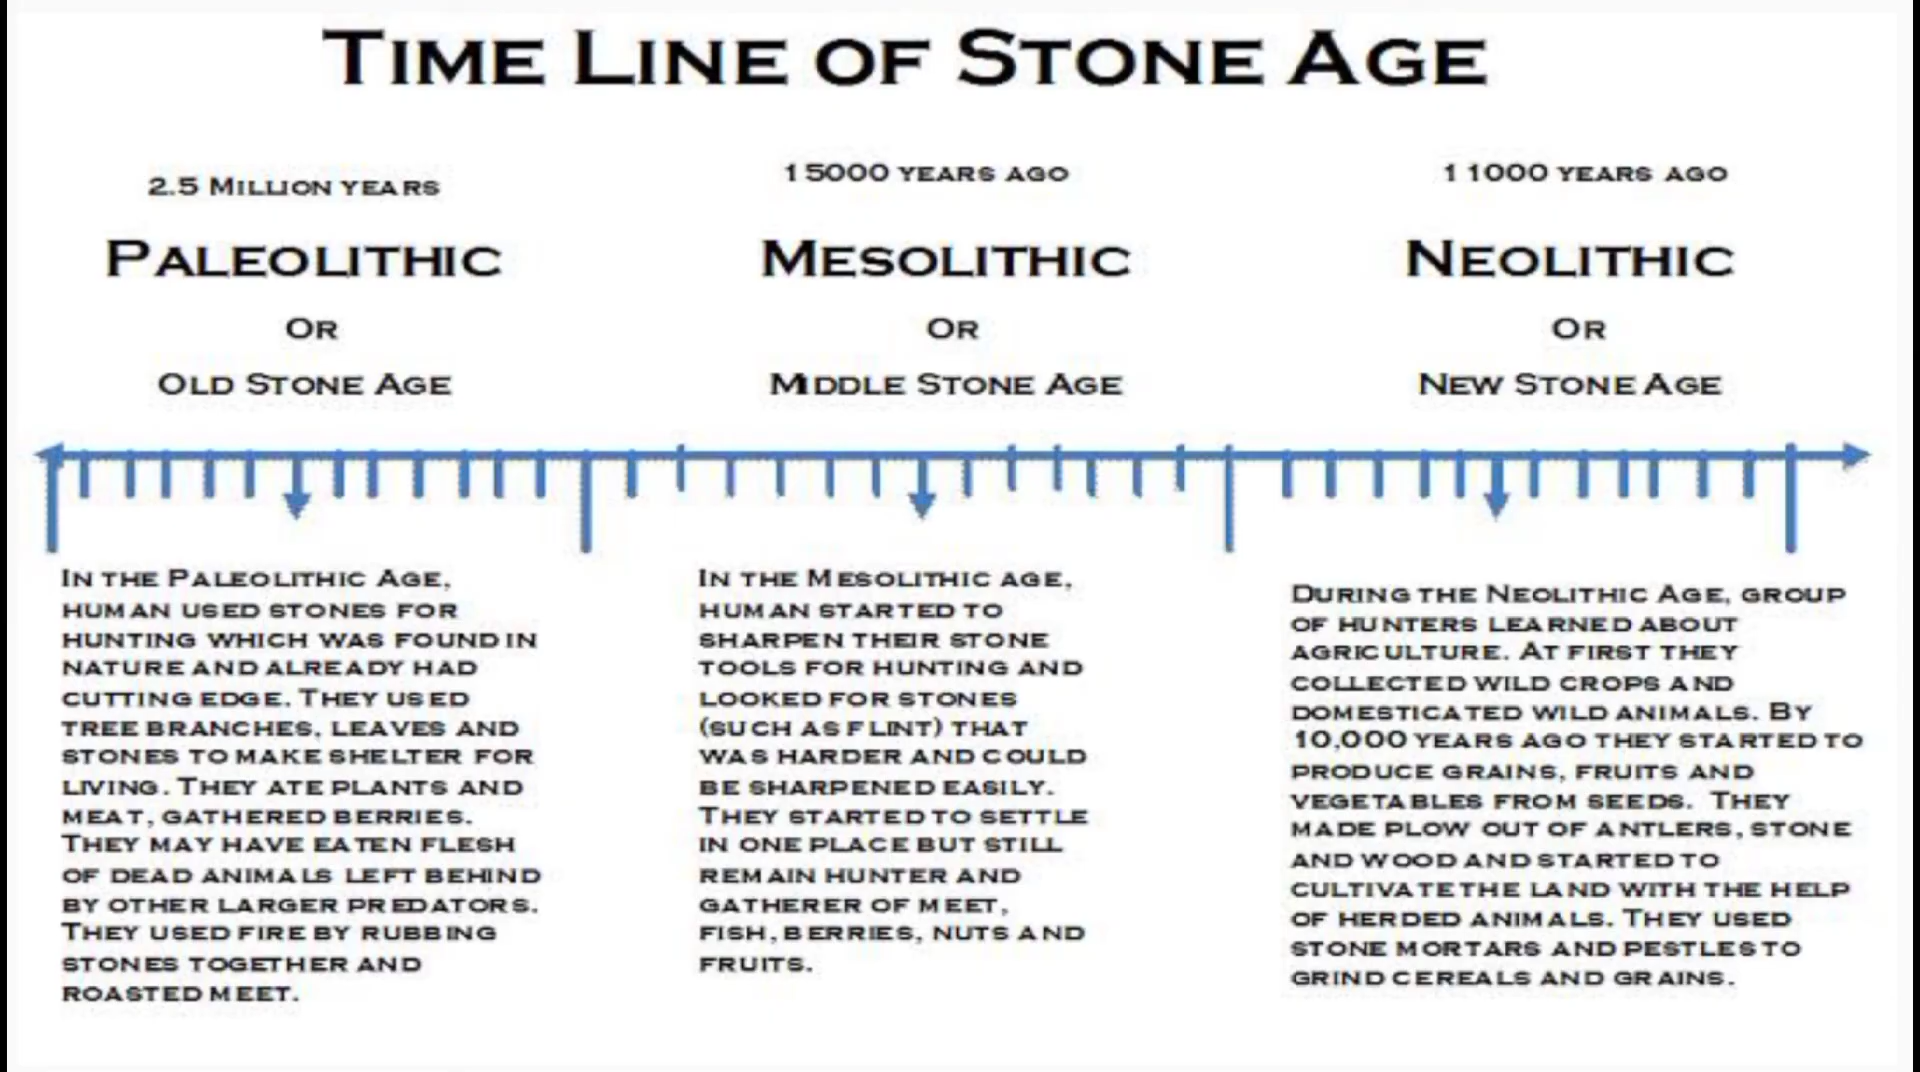 TIME LINE OF STONE AGE
2.5 MILLION YEARS
PALEOLITHIC
OR
OLD STONE AGE
15000 YEARS AGO
MESOLITHIC
OR
MIDDLE STONE AGE
11000 YEARS AGO
NEOLITHIC
OR
NEW STONE AGE
IN THE PALEOLITHIC AGE,
HUMAN USED STONES FOR
HUNTING WHICH WAS FOUND IN
NATURE AND ALREADY HAD
CUTTING EDGE. THEY USED
TREE BRANCHES, LEAVES AND
STONES TO MAKE SHELTER FOR
LIVING. THEY ATE PLANTS AND
MEAT, GATHERED BERRIES.
THEY MAY HAVE EATEN FLESH
OF DEAD ANIMALS LEFT BEHIND
BY OTHER LARGER PREDATORS.
THEY USED FIRE BY RUBBING
STONES TOGETHER AND
ROASTED MEET.
IN THE MESOLITHIC AGE,
HUMAN STARTED TO
SHARPEN THEIR STONE
TOOLS FOR HUNTING AND
LOOKED FOR STONES
(SUCH AS FLINT) THAT
WAS HARDER AND COULD
BE SHARPENED EASILY.
THEY STARTED TO SETTLE
IN ONE PLACE BUT STILL
REMAIN HUNTER AND
GATHERER OF MEET,
FISH, BERRIES, NUTS AND
FRUITS.
DURING THE NEOLITHIC AGE, GROUP
OF HUNTERS LEARNED ABOUT
AGRICULTURE. AT FIRST THEY
COLLECTED WILD CROPS AND
DOMESTICATED WILD ANIMALS. BY
10,000 YEARS AGO THEY STARTED TO
PRODUCE GRAINS, FRUITS AND
VEGETABLES FROM SEEDS. THEY
MADE PLOW OUT OF ANTLERS, STONE
AND WOOD AND STARTED TO
CULTIVATE THE LAND WITH THE HELP
OF HERDED ANIMALS. THEY USED
STONE MORTARS AND PESTLES TO
GRIND CEREALS AND GRAINS.